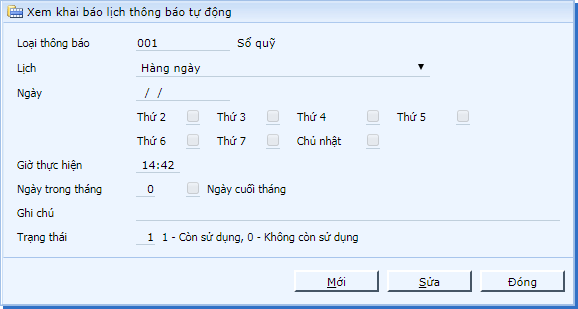 Xem khai báo lịch thông báo tự động
Loại thông báo 001 Sổ quỹ
Lịch Hàng ngày
Ngày / /
Thứ 2 Thứ 3 Thứ 4 Thứ 5
Thứ 6 Thứ 7 Chủ nhật
Giờ thực hiện 14:42
Ngày trong tháng 0 Ngày cuối tháng
Ghi chú
Trạng thái 1 1 - Còn sử dụng, 0 - Không còn sử dụng
Mới Sửa Đóng